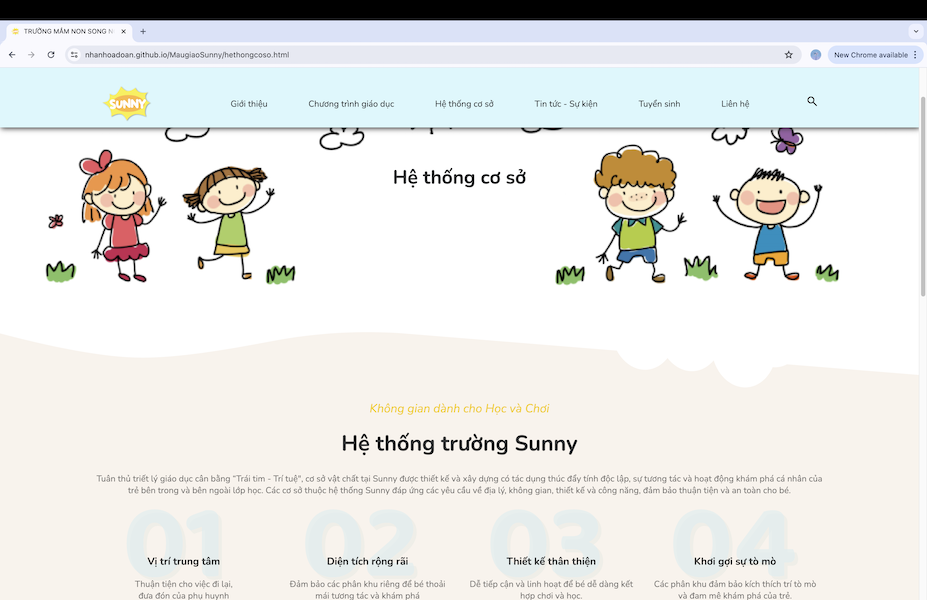 TRƯỜNG MẦM NON SONG N
nhanhoadoan.github.io/MaugiaoSunny/hethongcoso.html
New Chrome available
SUNNY
Giới thiệu
Chương trình giáo dục
Hệ thống cơ sở
Tin tức - Sự kiện
Tuyển sinh
Liên hệ
Hệ thống cơ sở
Không gian dành cho Học và Chơi
Hệ thống trường Sunny
Tuân thủ triết lý giáo dục cân bằng "Trái tim - Trí tuệ", cơ sở vật chất tại Sunny được thiết kế và xây dựng có tác dụng thúc đẩy tính độc lập, sự tương tác và hoạt động khám phá cá nhân của
trẻ bên trong và bên ngoài lớp học. Các cơ sở thuộc hệ thống Sunny đáp ứng các yêu cầu về địa lý, không gian, thiết kế và công năng, đảm bảo thuận tiện và an toàn cho bé.
01
Vị trí trung tâm
Thuận tiện cho việc đi lại,
đưa đón của phụ huynh
02
Diện tích rộng rãi
Đảm bảo các phân khu riêng để bé thoải
mái tương tác và khám phá
03
Thiết kế thân thiện
Dễ tiếp cận và linh hoạt để bé dễ dàng kết
hợp chơi và học.
04
Khơi gợi sự tò mò
Các phân khu đảm bảo kích thích trí tò mò
và đam mê khám phá của trẻ.